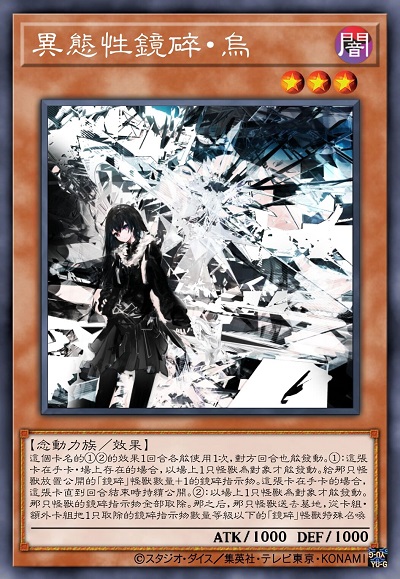 異態性鏡碎・烏
闇
【念動力族／效果】
這個卡名的①②的效果1回合各能使用1次,對方回合也能發動。①:這張
卡在手卡・場上存在的場合,以場上1只怪獸為對象才能發動。給那只怪
獸放置公開的「鏡碎」怪獸數量+1的鏡碎指示物。這張卡在手卡的場合,
這張卡直到回合結束時持續公開。②:以場上1只怪獸為對象才能發動。
那只怪獸的鏡碎指示物全部取除。那之后,那只怪獸送去基地,從卡組・
額外卡組把1只取除的鏡碎指示物數量等級以下的「鏡碎」怪獸特殊召喚
ATK/1000 DEF/1000
©スタジオ・ダイス／集英社・テレビ東京・KONAMI